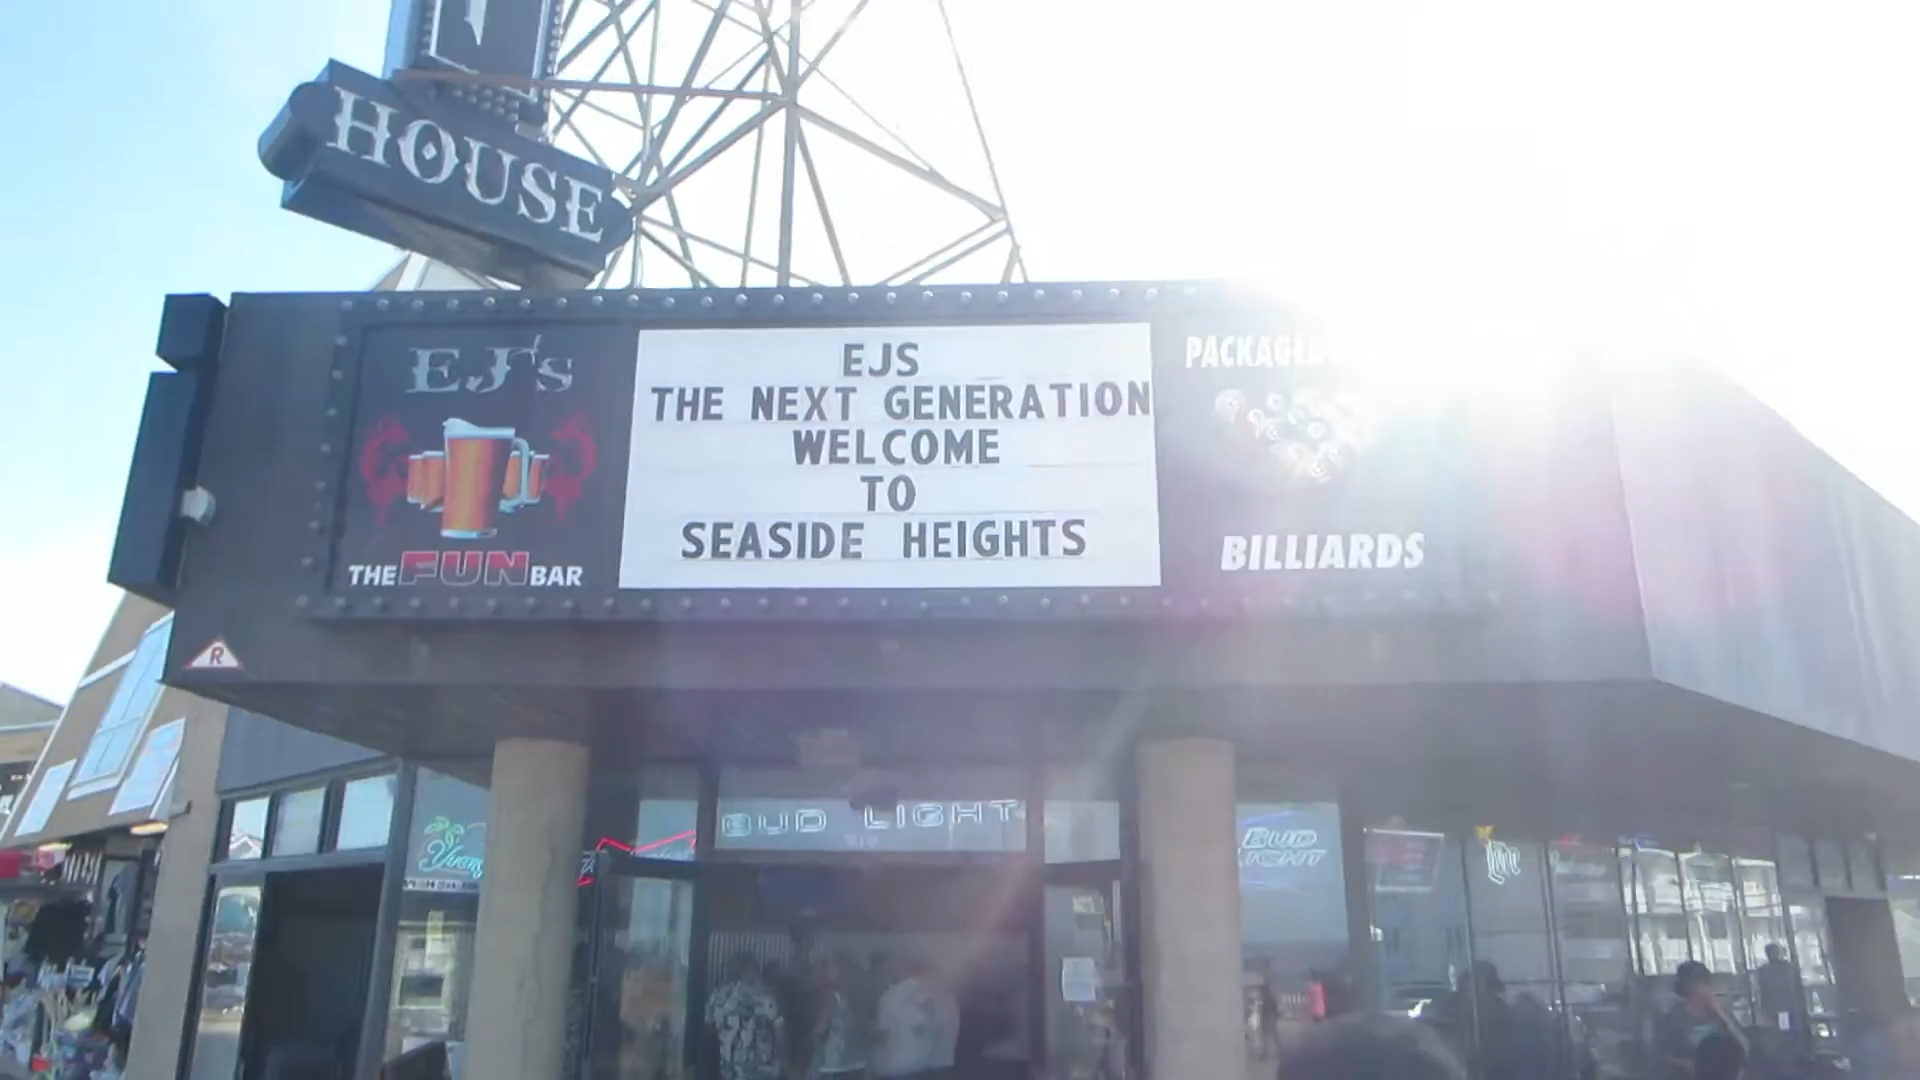 HOUSE
EJ's
THE FUN BAR
EJS
THE NEXT GENERATION
WELCOME
TO
SEASIDE HEIGHTS
BILLIARDS
R
BUD LIGHT
BUD
LIGHT